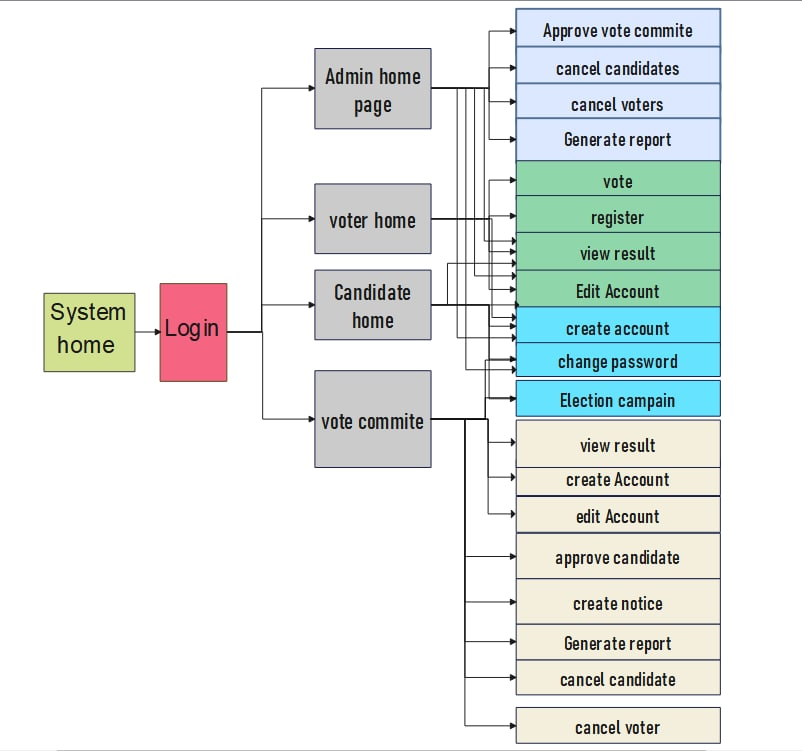 System
home
Login
Admin home
page
voter home
Candidate
home
vote commite
Approve vote commite
cancel candidates
cancel voters
Generate report
vote
register
view result
Edit Account
create account
change password
Election campain
view result
create Account
edit Account
approve candidate
create notice
Generate report
cancel candidate
cancel voter